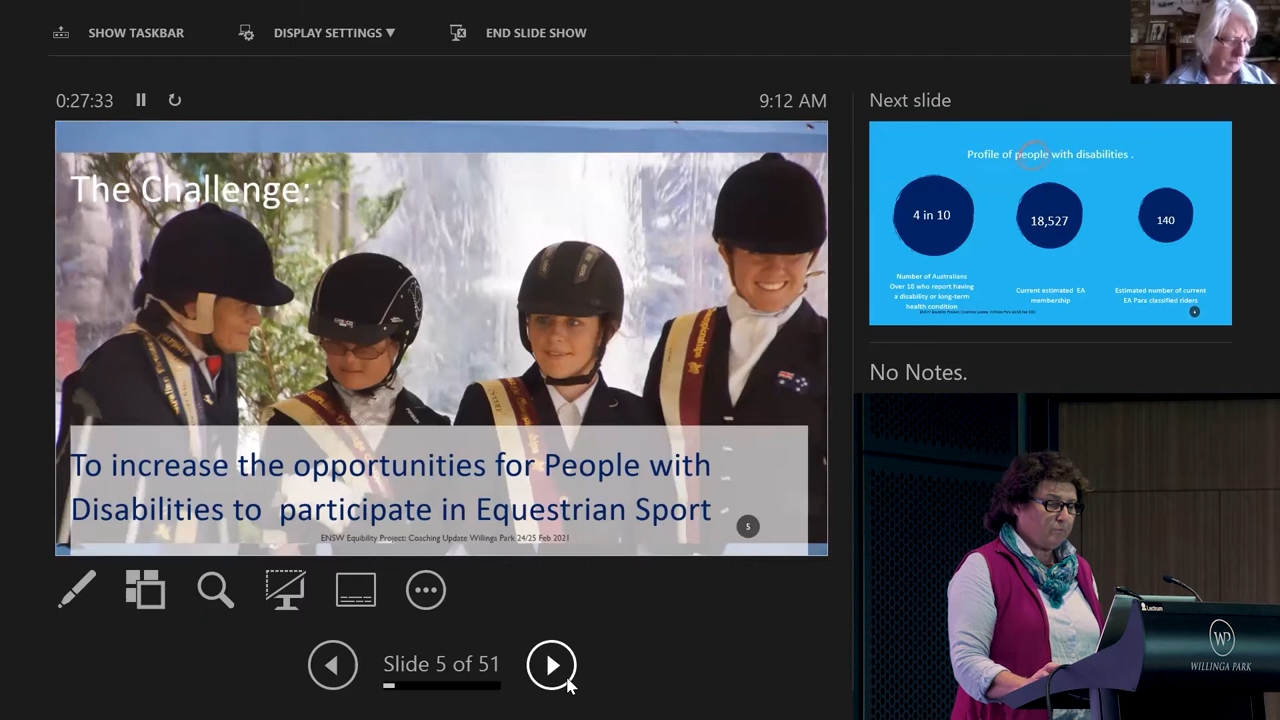 SHOW TASKBAR
DISPLAY SETTINGS ▼
END SLIDE SHOW
0:27:33
9:12 AM
Next slide
The Challenge:
To increase the opportunities for People with
Disabilities to participate in Equestrian Sport
5
ENSW Equibility Project: Coaching Update Willinga Park 24/25 Feb 2021
Profile of people with disabilities .
4 in 10
18,527
140
Number of Australians
Over 18 who report having
a disability or long-term
health condition
Current estimated EA
membership
Estimated number of current
EA Para classified riders
No Notes.
Slide 5 of 51
Lectrum
WP
WILLINGA PARK